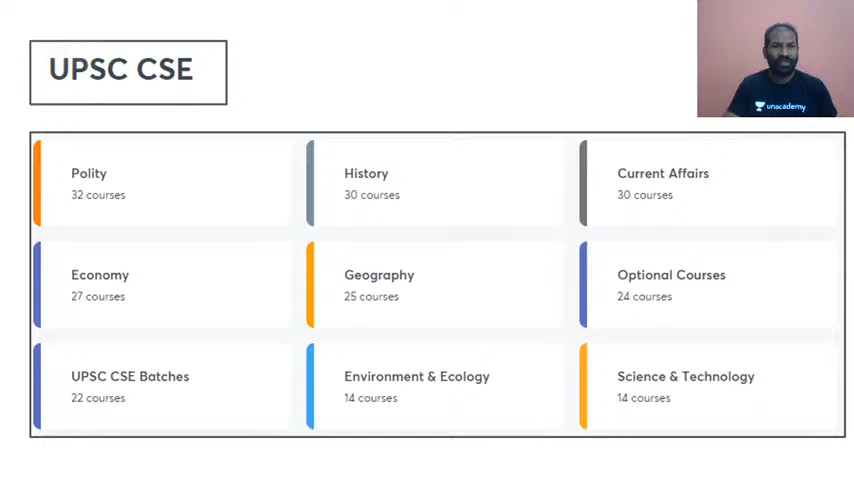 UPSC CSE
unacademy
Polity
32 courses
History
30 courses
Current Affairs
30 courses
Economy
27 courses
Geography
25 courses
Optional Courses
24 courses
UPSC CSE Batches
22 courses
Environment & Ecology
14 courses
Science & Technology
14 courses